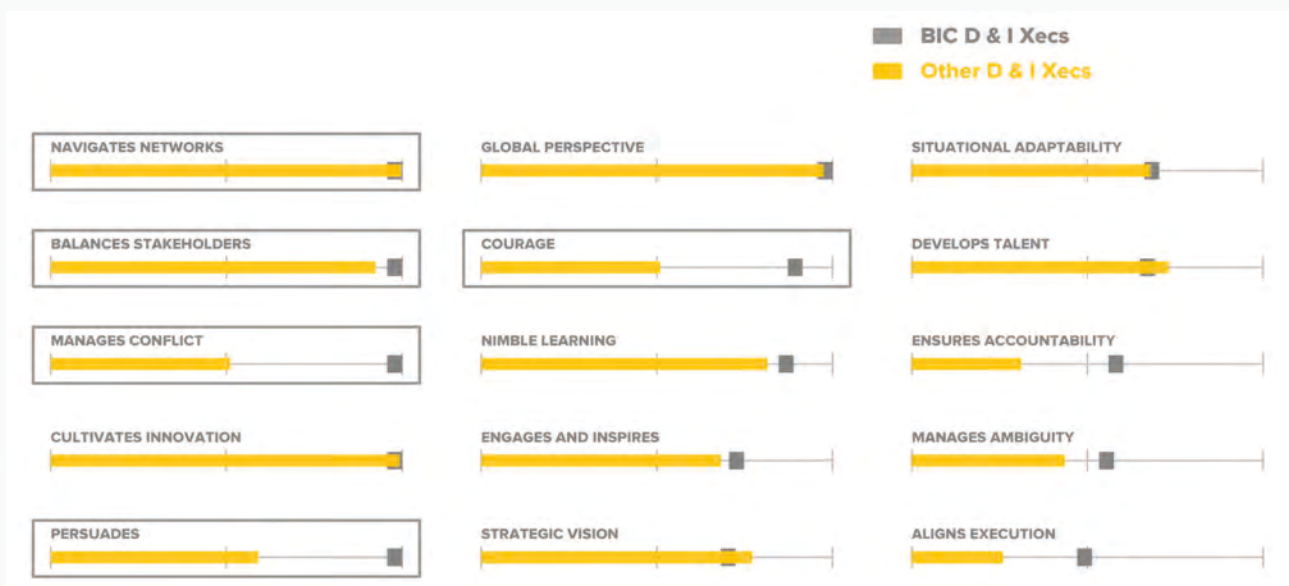 BIC D & I Xecs
Other D & I Xecs
NAVIGATES NETWORKS
BALANCES STAKEHOLDERS
MANAGES CONFLICT
CULTIVATES INNOVATION
PERSUADES
GLOBAL PERSPECTIVE
COURAGE
NIMBLE LEARNING
ENGAGES AND INSPIRES
STRATEGIC VISION
SITUATIONAL ADAPTABILITY
DEVELOPS TALENT
ENSURES ACCOUNTABILITY
MANAGES AMBIGUITY
ALIGNS EXECUTION